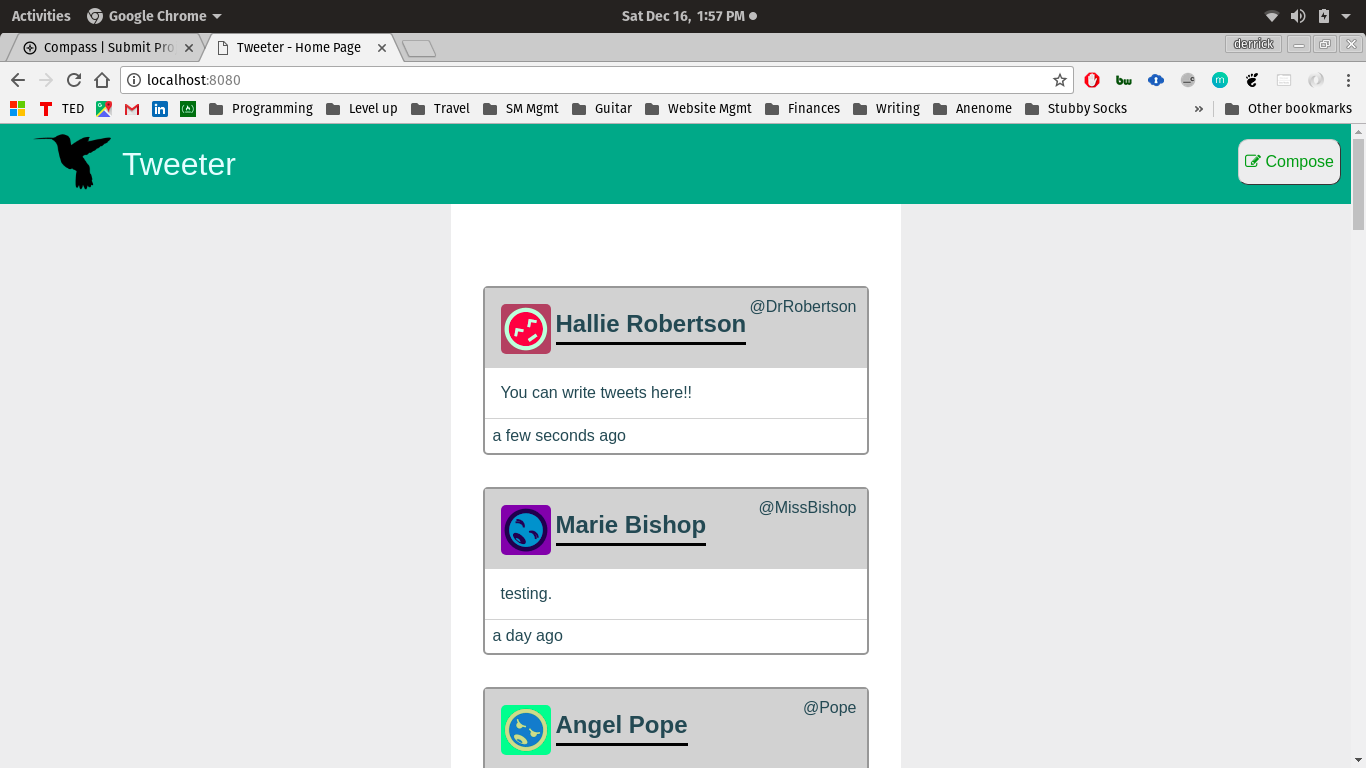 Activities Google Chrome Sat Dec 16, 1:57 PM
Compass | Submit Pro Tweeter - Home Page derrick
localhost:8080
TED Programming Level up Travel SM Mgmt Guitar Website Mgmt Fiinances Writing Anenome Stubby Socks » Other bookmarks
Tweeter Compose
@DrRobertson
Hallie Robertson
You can write tweets here!!
a few seconds ago
@MissBishop
Marie Bishop
testing.
a day ago
@Pope
Angel Pope